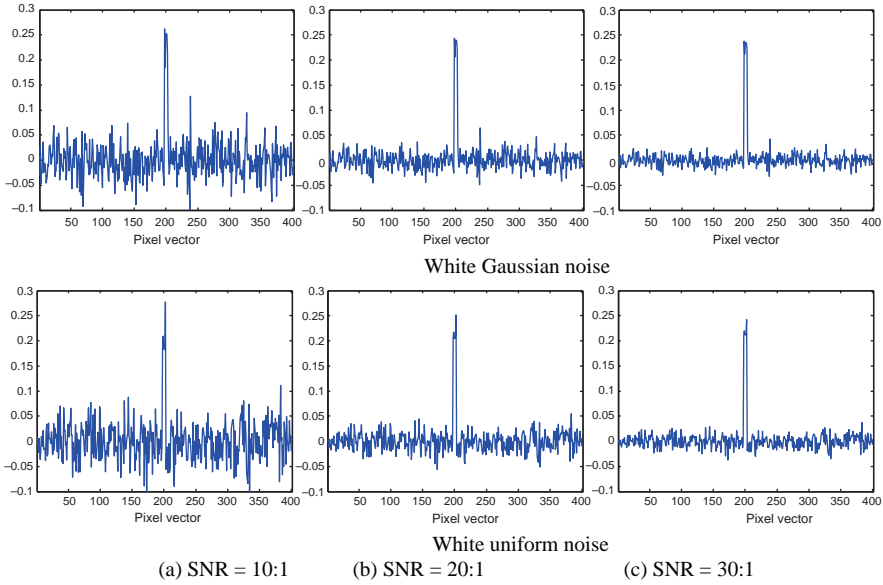 0.3 0.3 0.3
0.25 0.25 0.25
0.2 0.2 0.2
0.15 0.15 0.15
0.1 0.1 0.1
0.05 0.05 0.05
0 0 0
−0.05 −0.05 −0.05
−0.1 −0.1 −0.1
50 100 150 200 250 300 350 400 50 100 150 200 250 300 350 400 50 100 150 200 250 300 350 400
Pixel vector Pixel vector Pixel vector
White Gaussian noise
0.3 0.3 0.3
0.25 0.25 0.25
0.2 0.2 0.2
0.15 0.15 0.15
0.1 0.1 0.1
0.05 0.05 0.05
0 0 0
−0.05 −0.05 −0.05
−0.1 −0.1 −0.1
50 100 150 200 250 300 350 400 50 100 150 200 250 300 350 400 50 100 150 200 250 300 350 400
Pixel vector Pixel vector Pixel vector
White uniform noise
(a) SNR = 10:1 (b) SNR = 20:1 (c) SNR = 30:1